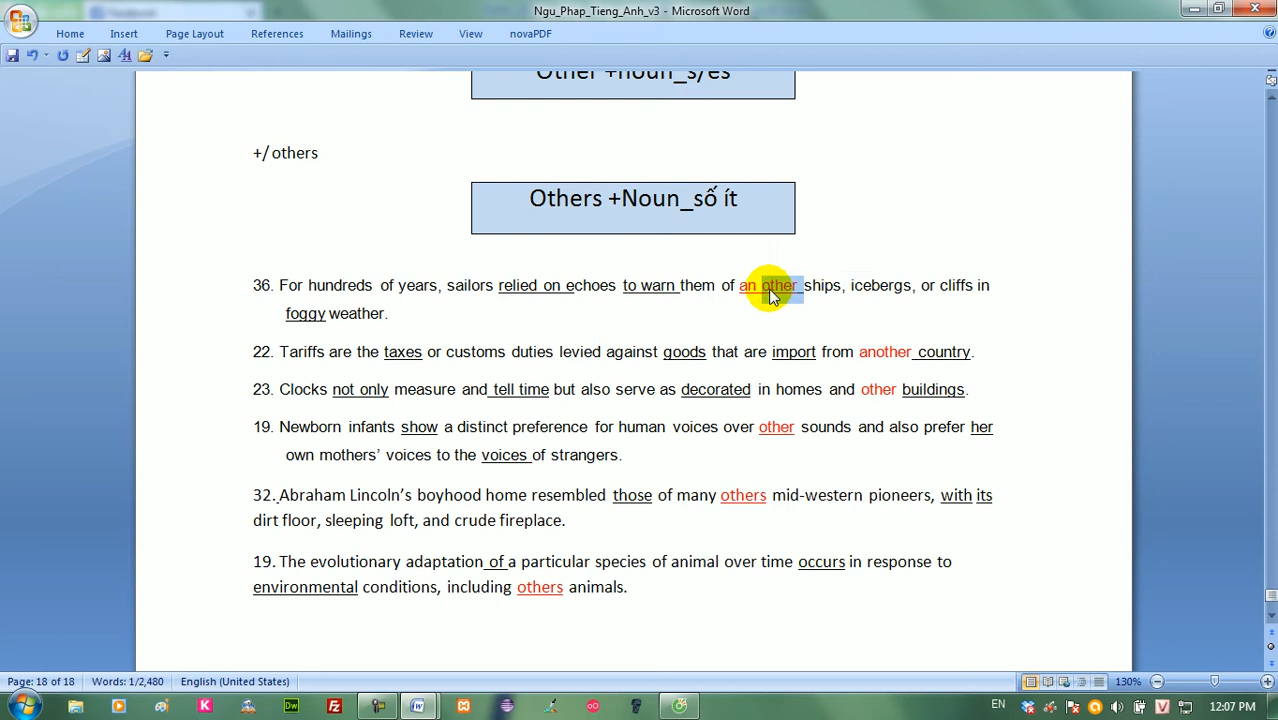 Ngu_Phap_Tieng_Anh_v3 - Microsoft Word
Home Insert Page Layout References Mailings Review View novaPDF
Other +noun_s/es
+/ others
Others +Noun_số ít
36. For hundreds of years, sailors relied on echoes to warn them of an other ships, icebergs, or cliffs in
foggy weather.
22. Tariffs are the taxes or customs duties levied against goods that are import from another country.
23. Clocks not only measure and tell time but also serve as decorated in homes and other buildings.
19. Newborn infants show a distinct preference for human voices over other sounds and also prefer her
own mothers’ voices to the voices of strangers.
32. Abraham Lincoln’s boyhood home resembled those of many others mid-western pioneers, with its
dirt floor, sleeping loft, and crude fireplace.
19. The evolutionary adaptation of a particular species of animal over time occurs in response to
environmental conditions, including others animals.
Page: 18 of 18 Words: 1/2,480 English (United States) 130%
EN 12:07 PM